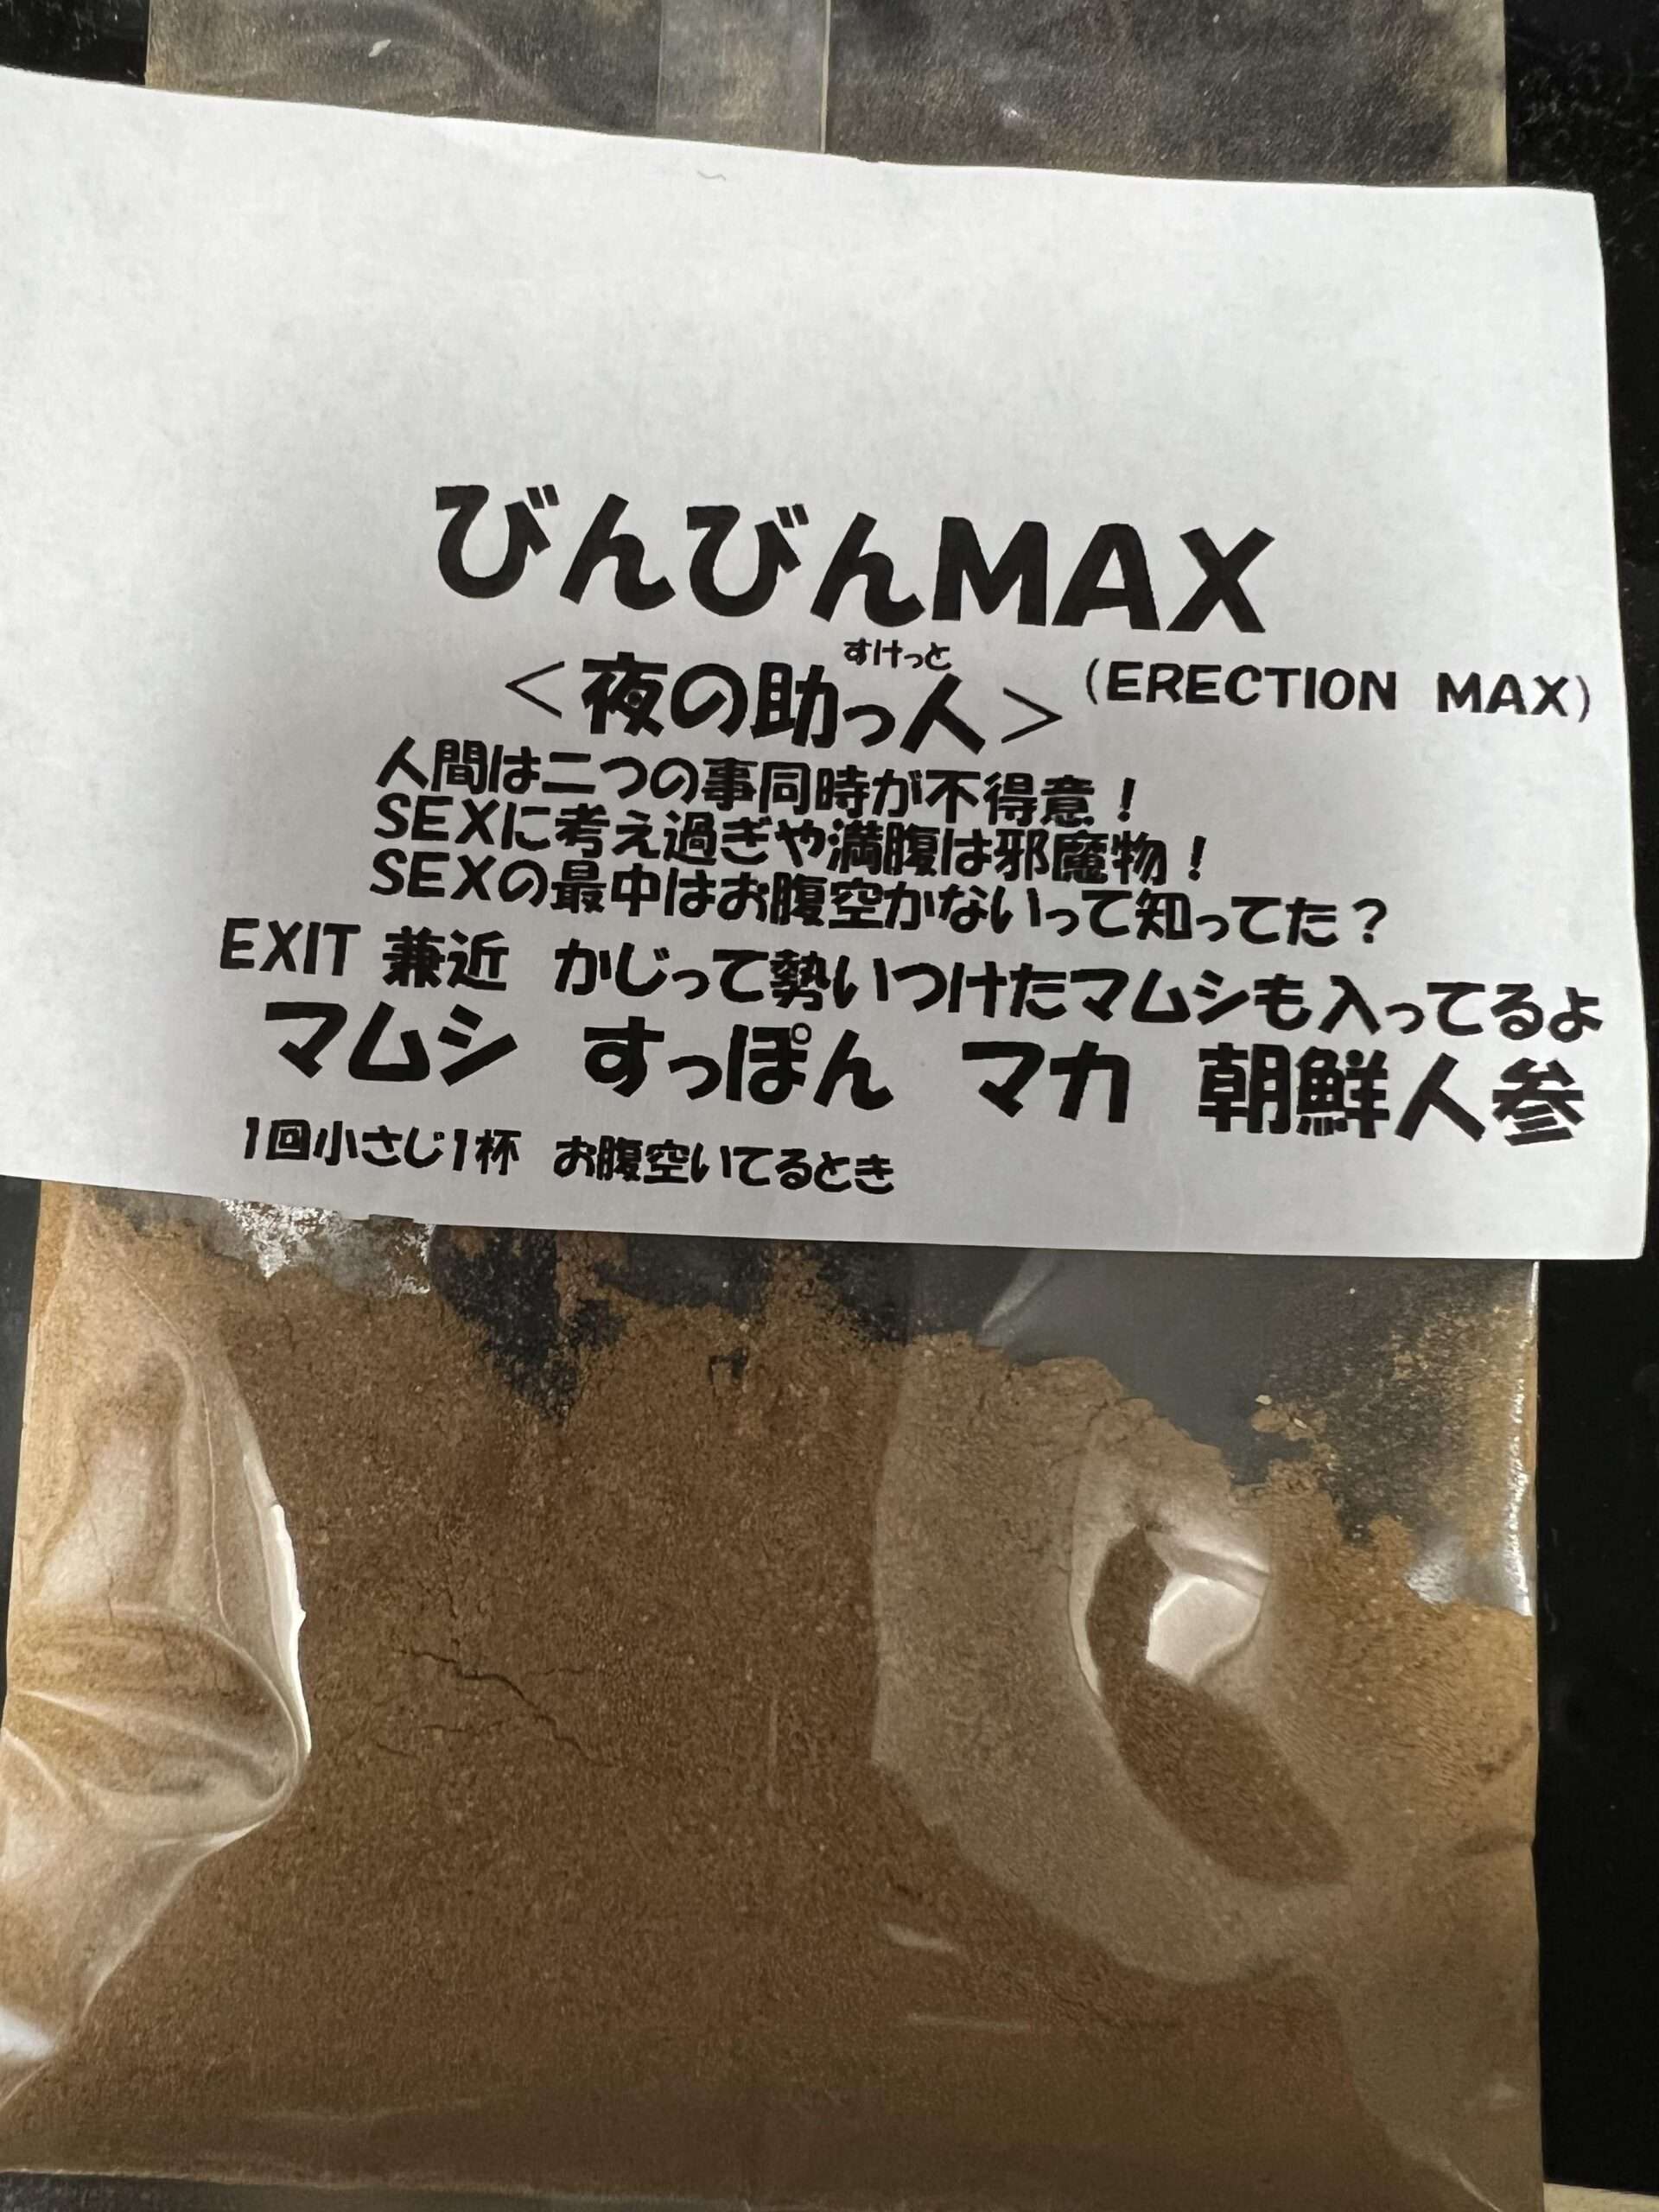 びんびんMAX
すけっと
<夜の助っ人> (ERECTION MAX)
人間は二つの事同時が不得意！
SEXに考え過ぎや満腹は邪魔物！
SEXの最中はお腹空かないって知ってた？
EXIT 兼近 かじって勢いつけたマムシも入ってるよ
マムシ すっぽん マカ 朝鮮人参
1回小さじ1杯 お腹空いてるとき